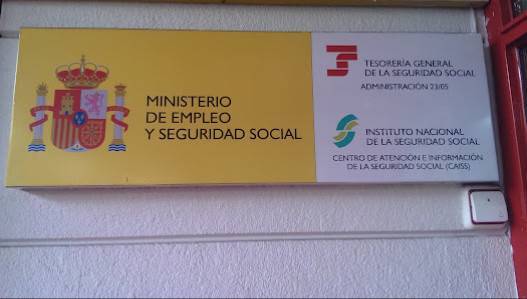 MINISTERIO
DE EMPLEO
Y SEGURIDAD SOCIAL
TESORERÍA GENERAL
DE LA SEGURIDAD SOCIAL
ADMINISTRACIÓN 23/05
INSTITUTO NACIONAL
DE LA SEGURIDAD SOCIAL
CENTRO DE ATENCIÓN E INFORMACIÓN
DE LA SEGURIDAD SOCIAL (CAISS)